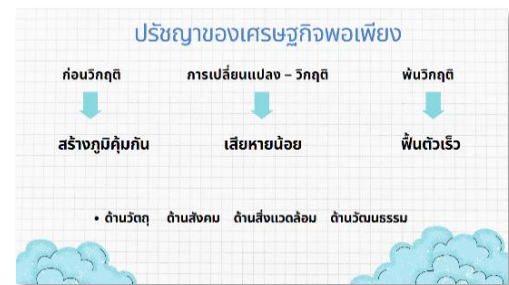 ปรัชญาของเศรษฐกิจพอเพียง
ก่อนวิกฤติ การเปลี่ยนแปลง – วิกฤติ พ้นวิกฤติ
สร้างภูมิคุ้มกัน เสียหายน้อย ฟื้นตัวเร็ว
• ด้านวัตถุ ด้านสังคม ด้านสิ่งแวดล้อม ด้านวัฒนธรรม